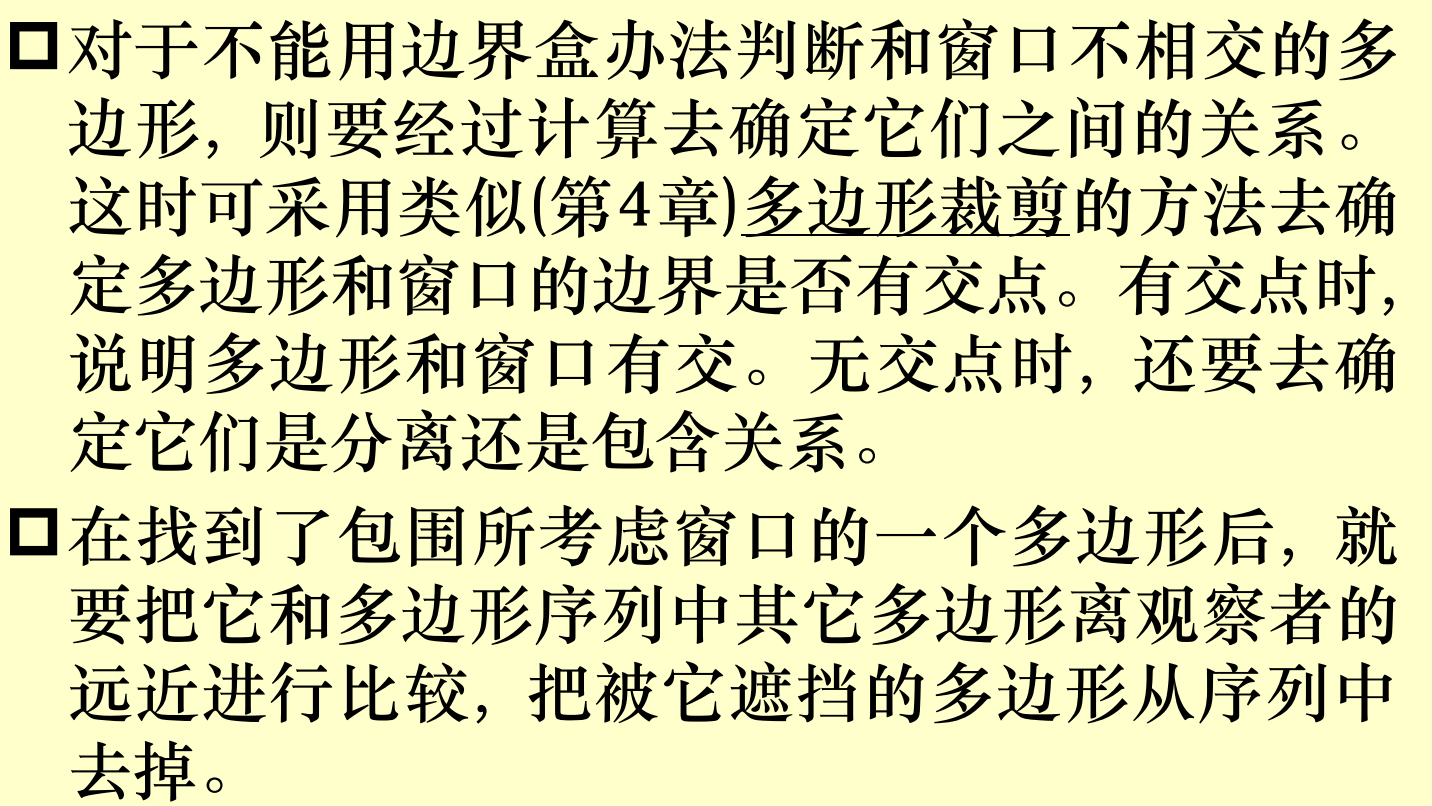 对于不能用边界盒办法判断和窗口不相交的多
边形，则要经过计算去确定它们之间的关系。
这时可采用类似(第4章)多边形裁剪的方法去确
定多边形和窗口的边界是否有交点。有交点时，
说明多边形和窗口有交。无交点时，还要去确
定它们是分离还是包含关系。
在找到了包围所考虑窗口的一个多边形后，就
要把它和多边形序列中其它多边形离观察者的
远近进行比较，把被它遮挡的多边形从序列中
去掉。